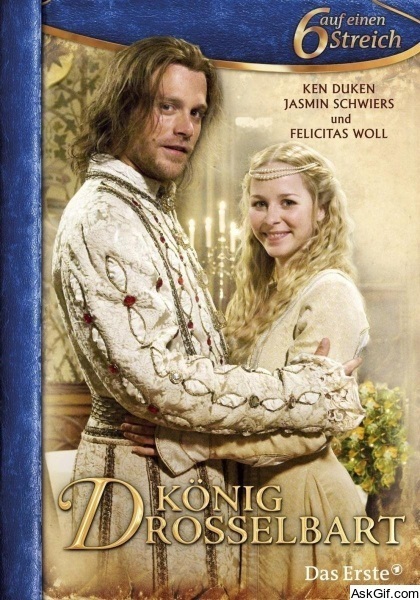 6 auf einen
Streich
KEN DUKEN
JASMIN SCHWIERS
und
FELICITAS WOLL
KÖNIG
DROSSELBART
Das Erste
AskGif.com